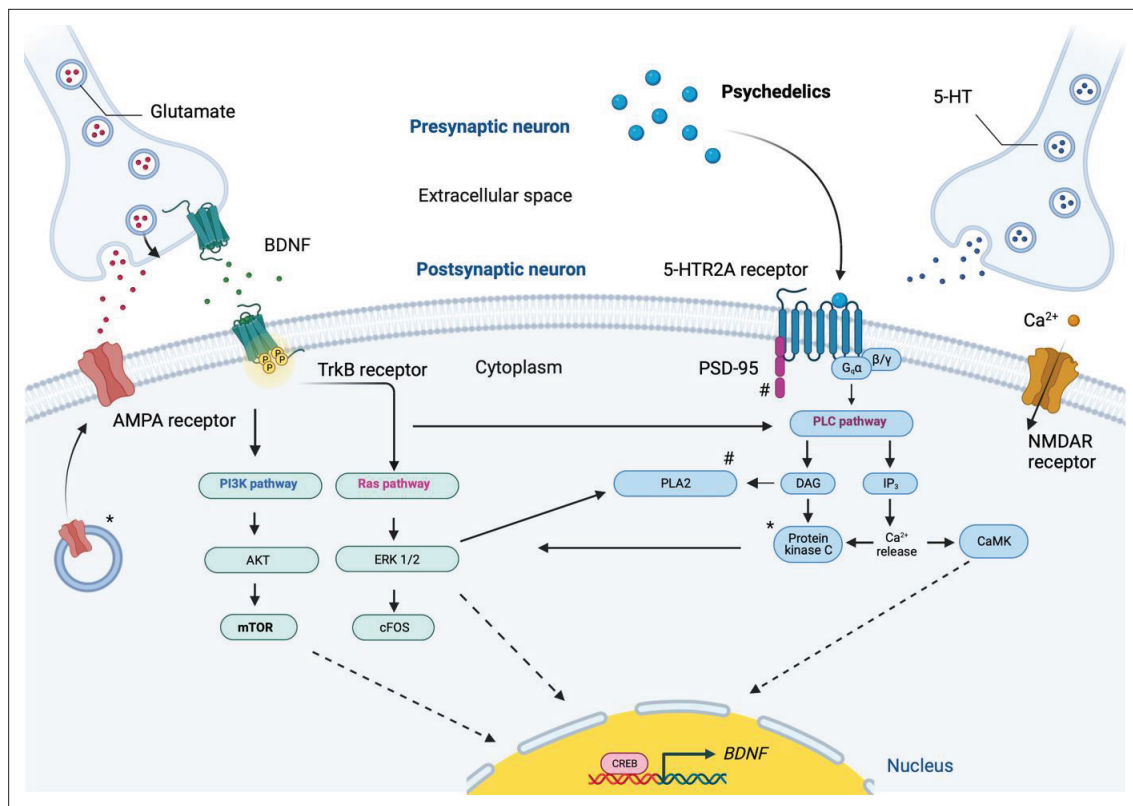 Glutamate
Psychedelics
5-HT
Presynaptic neuron
Extracellular space
BDNF
Postsynaptic neuron
5-HTR2A receptor
Ca²⁺
P P P P
β/γ
Gqα
PSD-95
#
TrkB receptor
Cytoplasm
AMPA receptor
PLC pathway
NMDAR
receptor
PI3K pathway
Ras pathway
#
PLA2
DAG
IP₃
*
*
Protein
kinase C
Ca²⁺
release
CaMK
AKT
ERK 1/2
mTOR
cFOS
CREB
BDNF
Nucleus